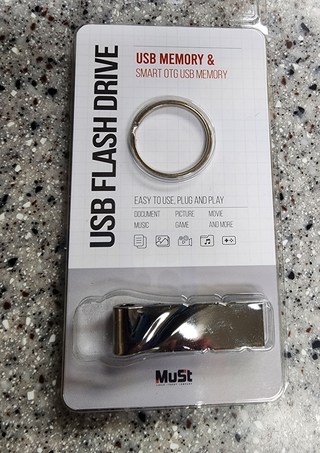 USB FLASH DRIVE
USB MEMORY &
SMART OTG USB MEMORY
EASY TO USE, PLUG AND PLAY
DOCUMENT PICTURE MOVIE
MUSIC GAME AND MORE
MuSt